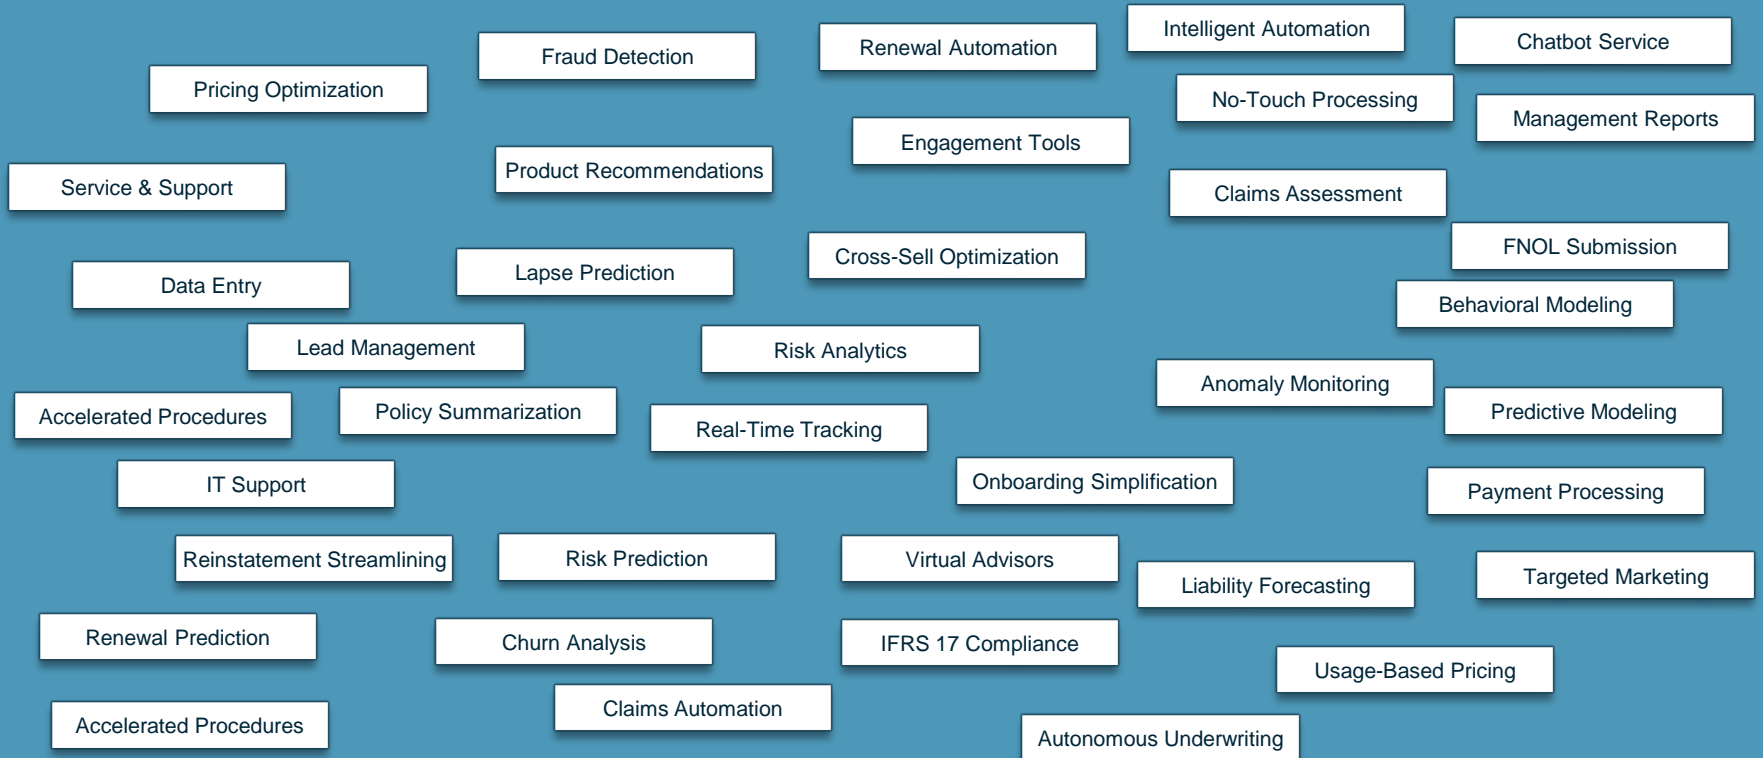 Intelligent Automation
Chatbot Service
Renewal Automation
Fraud Detection
Pricing Optimization
No-Touch Processing
Management Reports
Engagement Tools
Product Recommendations
Service & Support
Claims Assessment
FNOL Submission
Cross-Sell Optimization
Lapse Prediction
Data Entry
Behavioral Modeling
Lead Management
Risk Analytics
Anomaly Monitoring
Predictive Modeling
Policy Summarization
Accelerated Procedures
Real-Time Tracking
Onboarding Simplification
IT Support
Payment Processing
Reinstatement Streamlining
Risk Prediction
Virtual Advisors
Targeted Marketing
Liability Forecasting
Renewal Prediction
Churn Analysis
IFRS 17 Compliance
Usage-Based Pricing
Claims Automation
Accelerated Procedures
Autonomous Underwriting